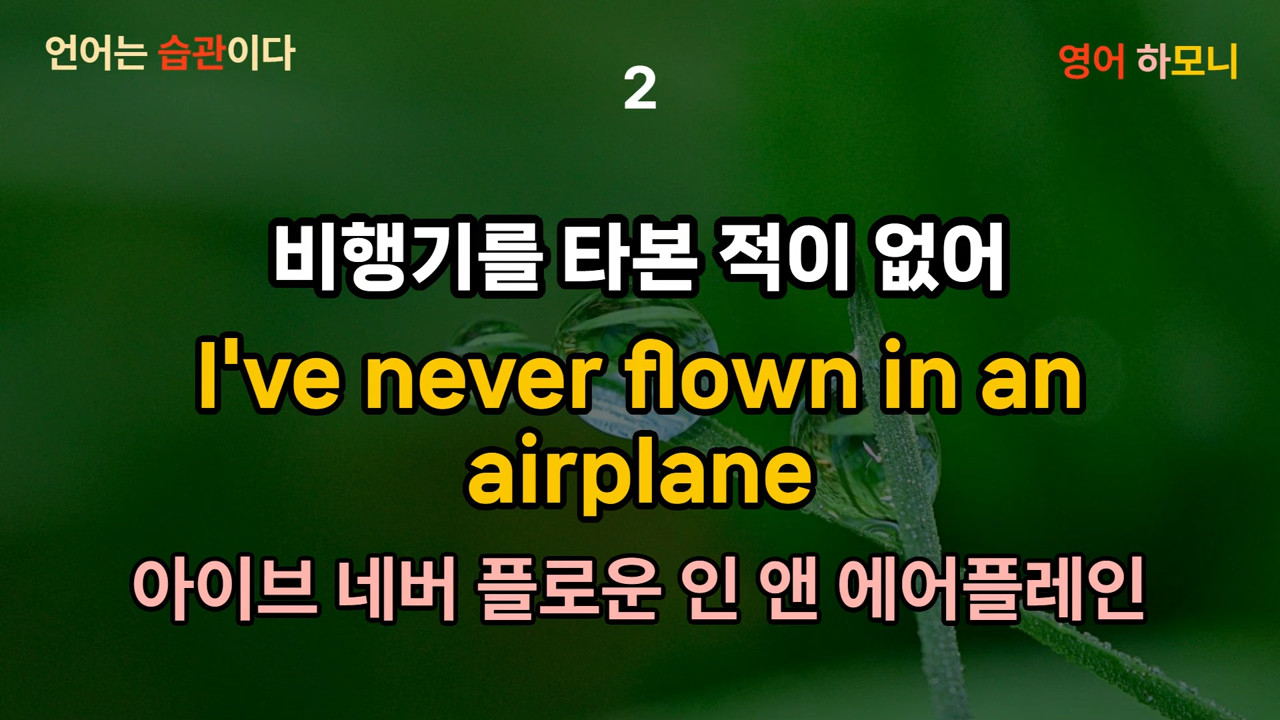 언어는 습관이다
영어 하모니
2
비행기를 타본 적이 없어
I've never flown in an
airplane
아이브 네버 플로운 인 앤 에어플레인